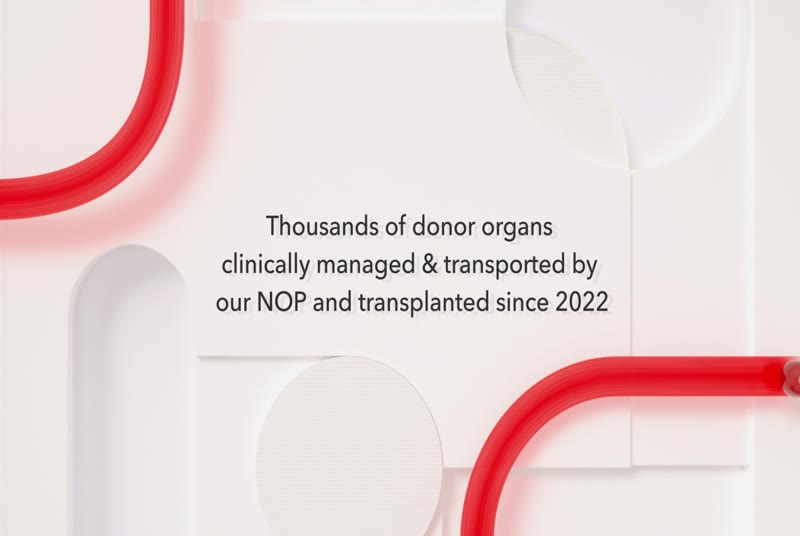 Thousands of donor organs
clinically managed & transported by
our NOP and transplanted since 2022